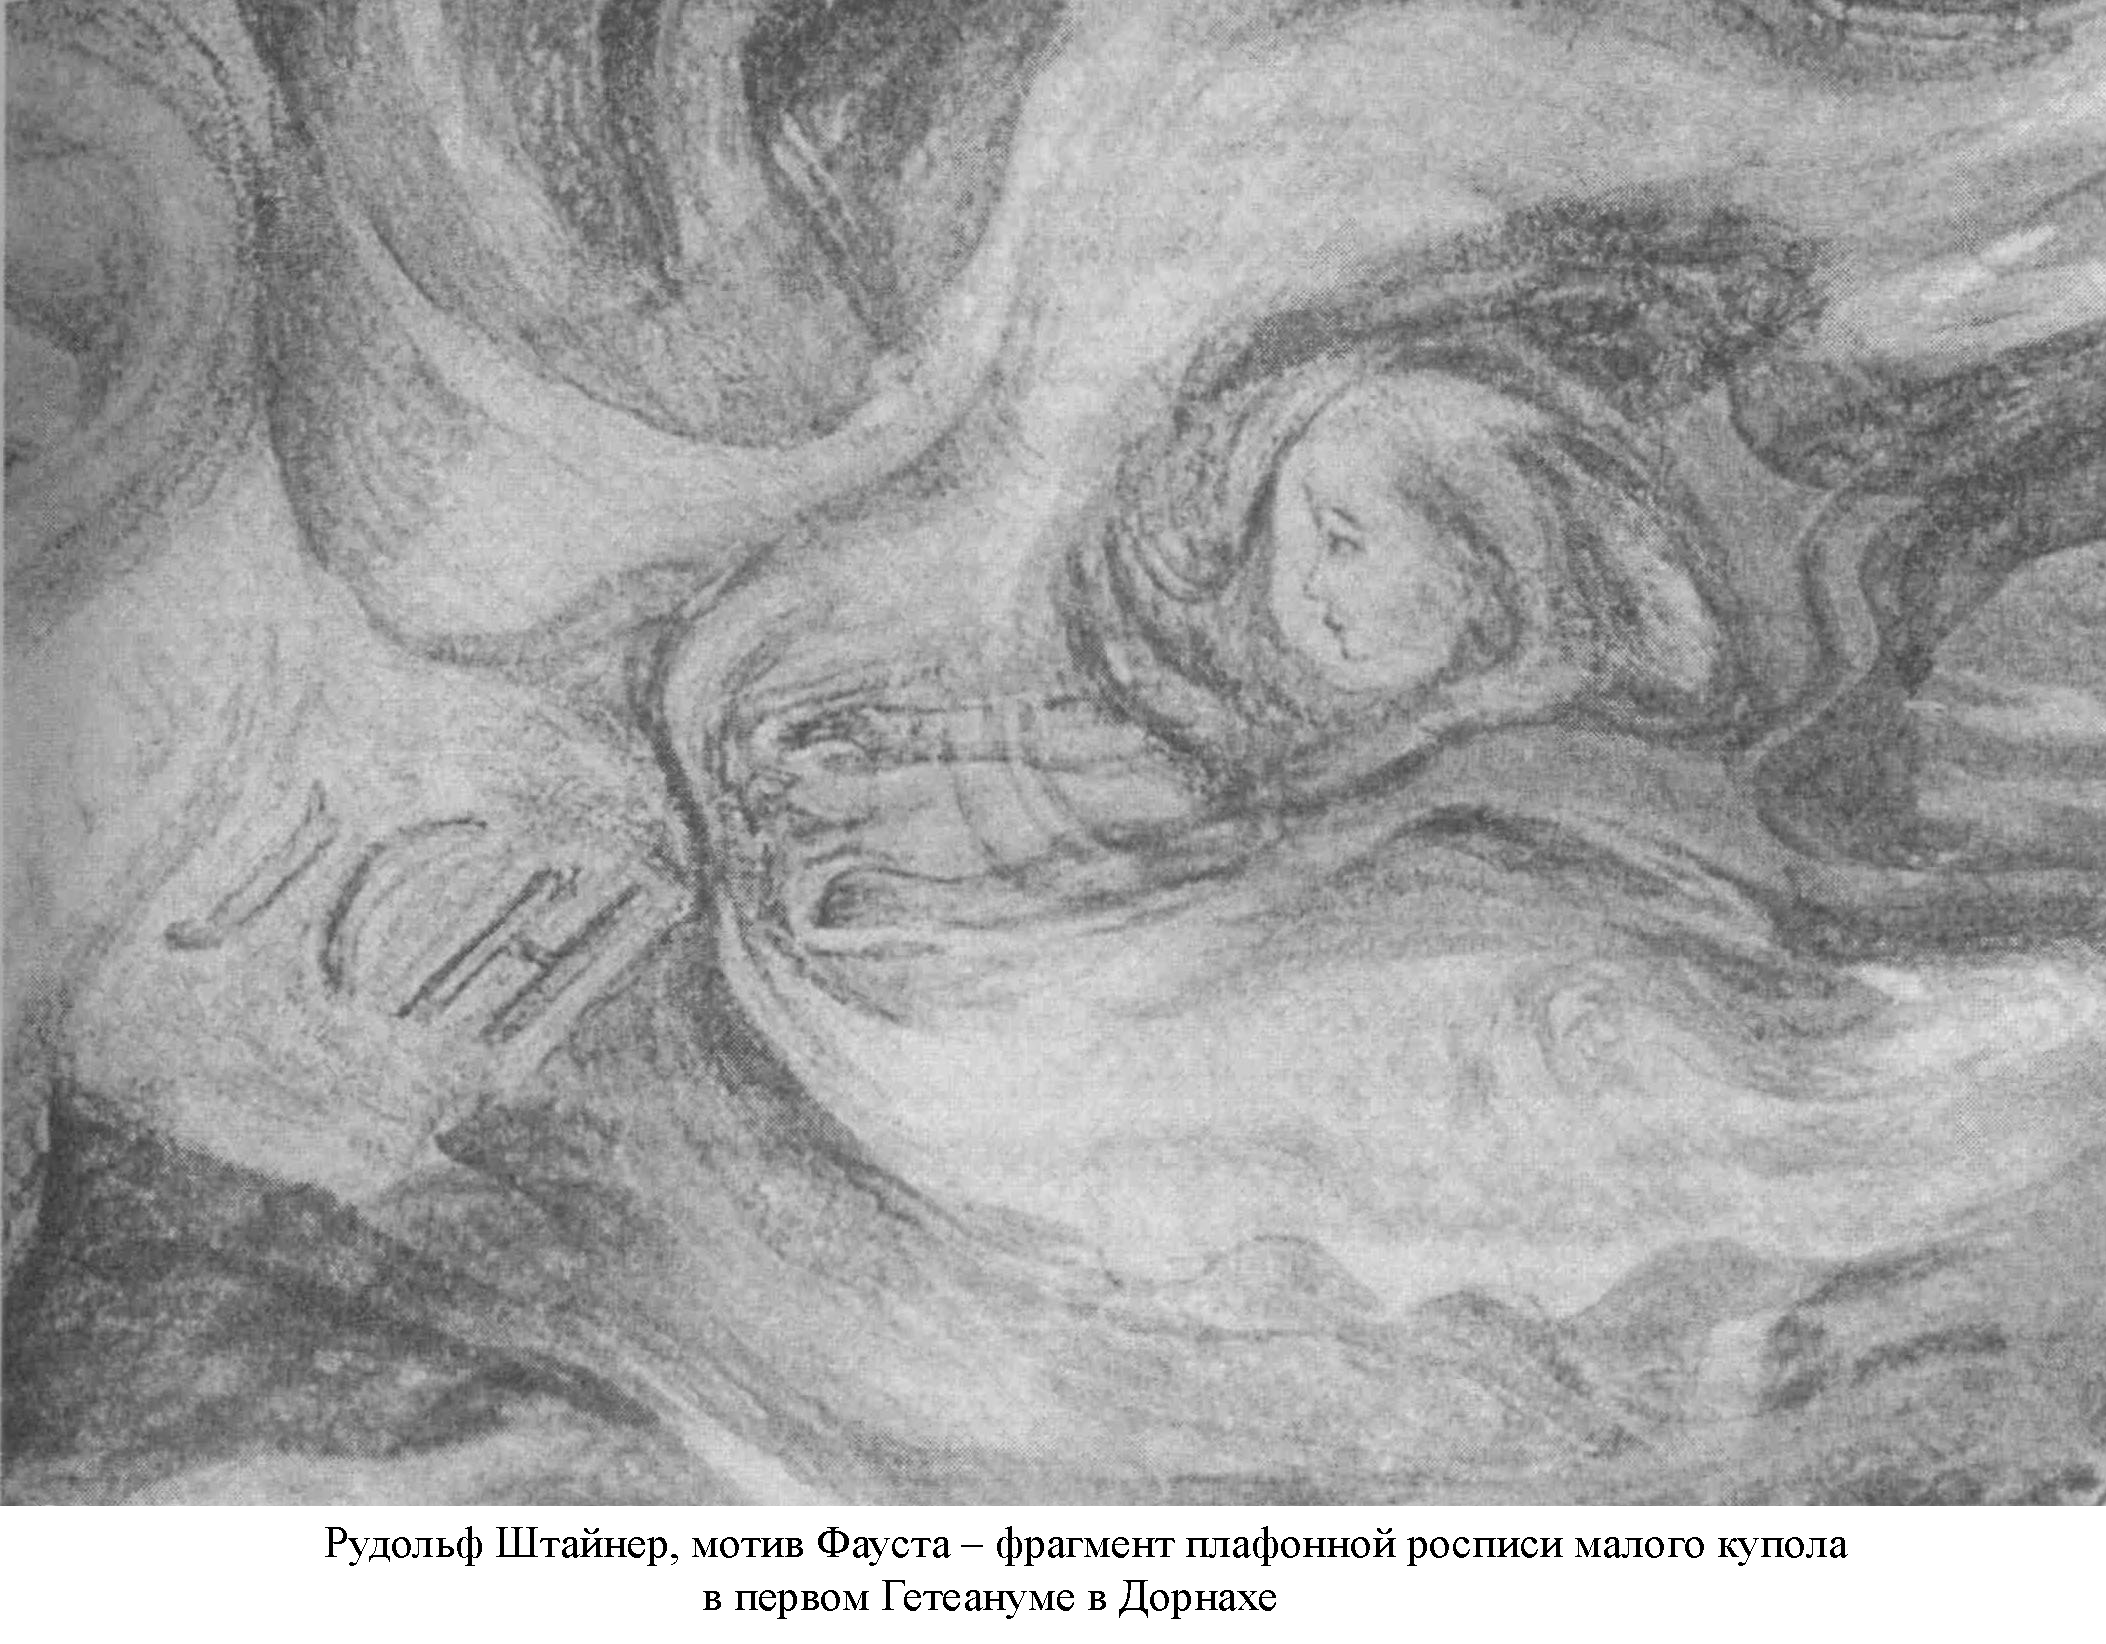 ICH
Рудольф Штайнер, мотив Фауста – фрагмент плафонной росписи малого купола
в первом Гетеануме в Дорнахе